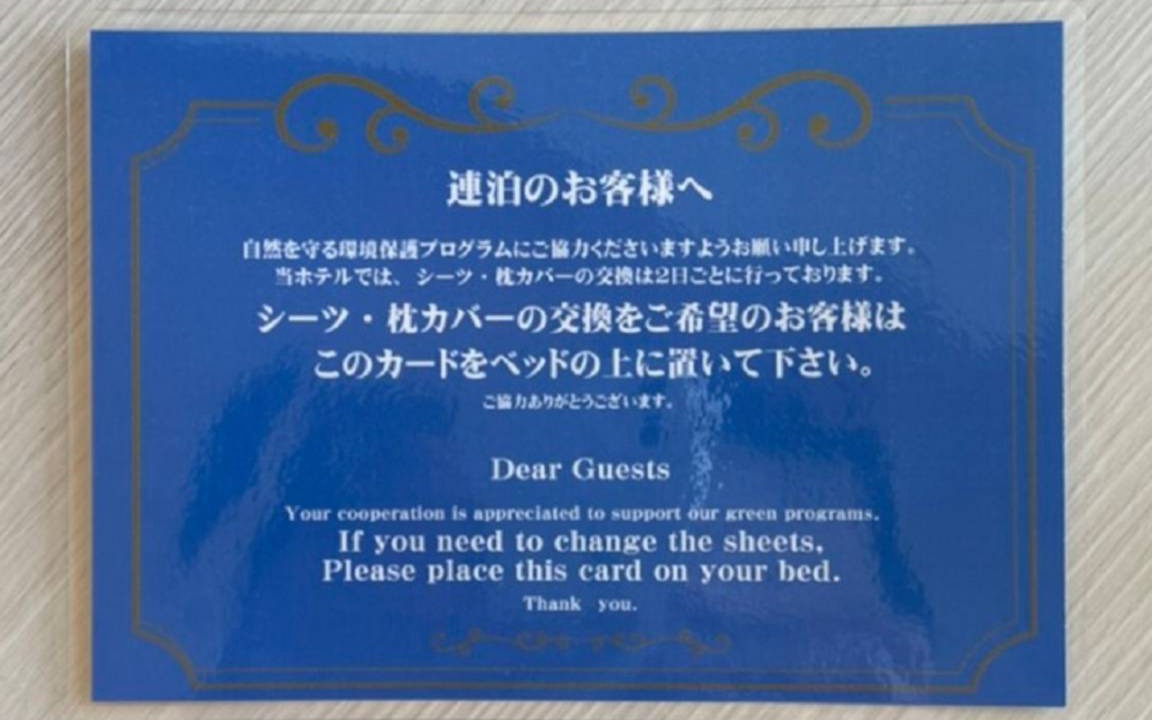 連泊のお客様へ
自然を守る環境保護プログラムにご協力くださいますようお願い申し上げます。
当ホテルでは、シーツ・枕カバーの交換は2日ごとに行っております。
シーツ・枕カバーの交換をご希望のお客様は
このカードをベッドの上に置いて下さい。
ご協力ありがとうございます。
Dear Guests
Your cooperation is appreciated to support our green programs.
If you need to change the sheets,
Please place this card on your bed.
Thank you.